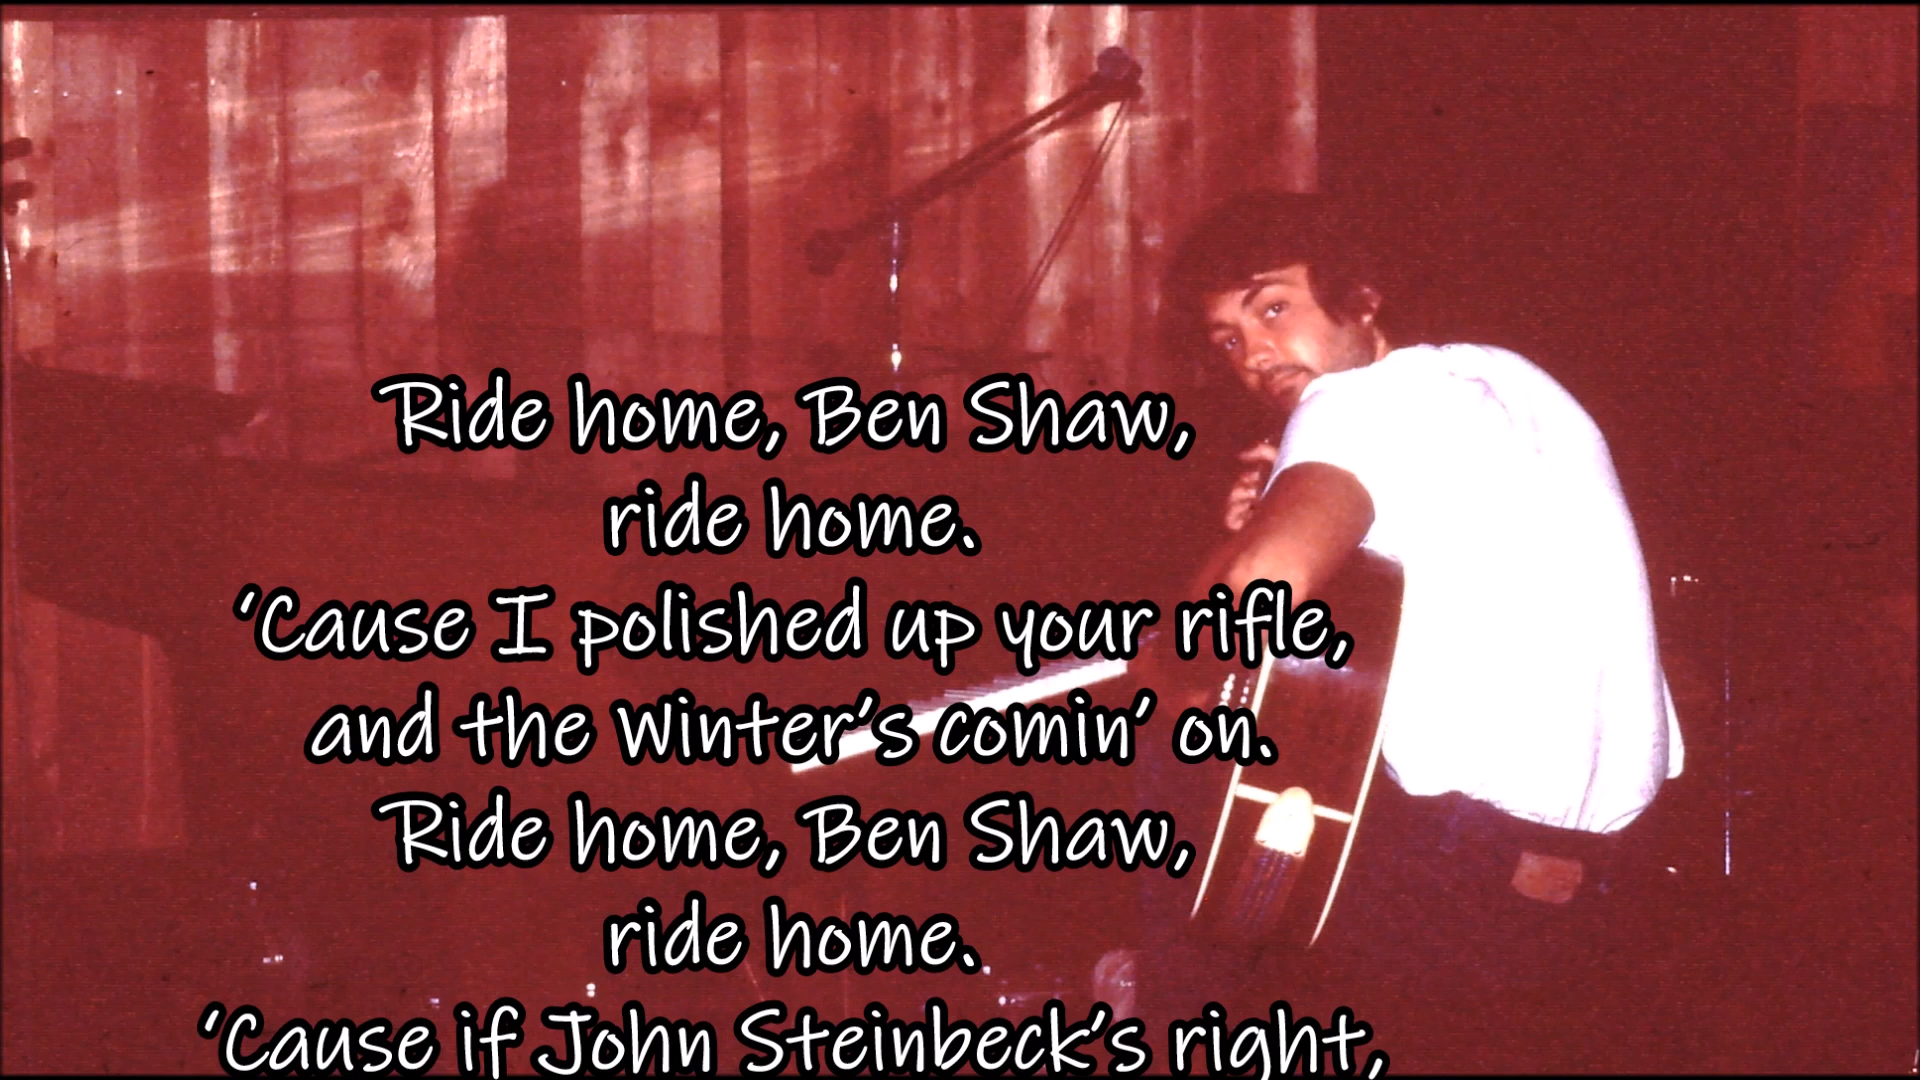 Ride home, Ben Shaw,
ride home.
‘Cause I polished up your rifle,
and the Winter’s comin’ on.
Ride home, Ben Shaw,
ride home.
‘Cause if John Steinbeck’s right,